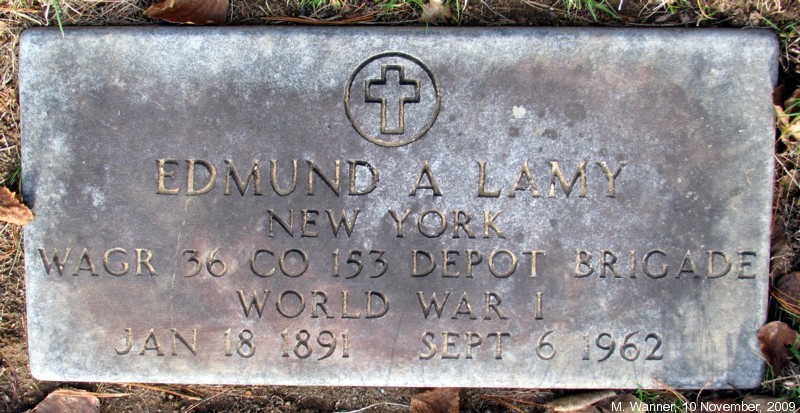 EDMUND A LAMY
NEW YORK
WAGR 36 CO 153 DEPOT BRIGADE
WORLD WAR I
JAN 18 1891 SEPT 6 1962
M. Wanner, 10 November, 2009